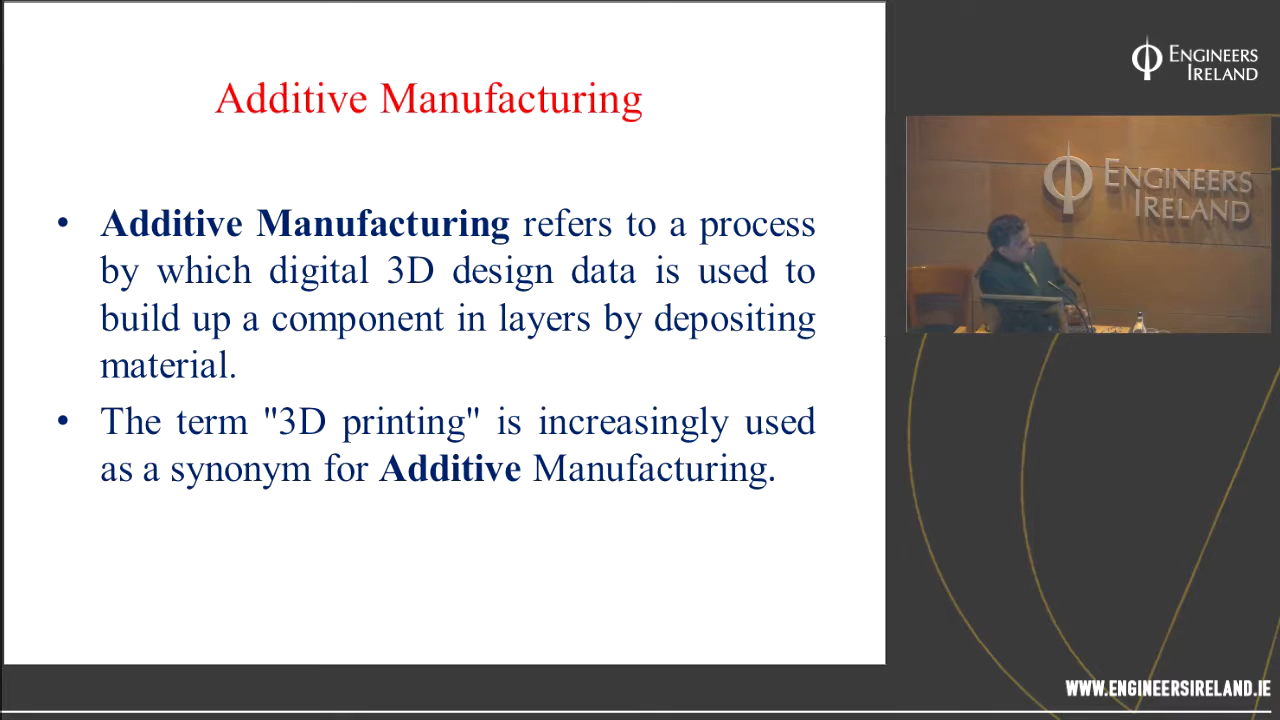 Additive Manufacturing
• Additive Manufacturing refers to a process
by which digital 3D design data is used to
build up a component in layers by depositing
material.
• The term "3D printing" is increasingly used
as a synonym for Additive Manufacturing.
ENGINEERS
IRELAND
ENGINEERS
IRELAND
WWW.ENGINEERSIRELAND.IE